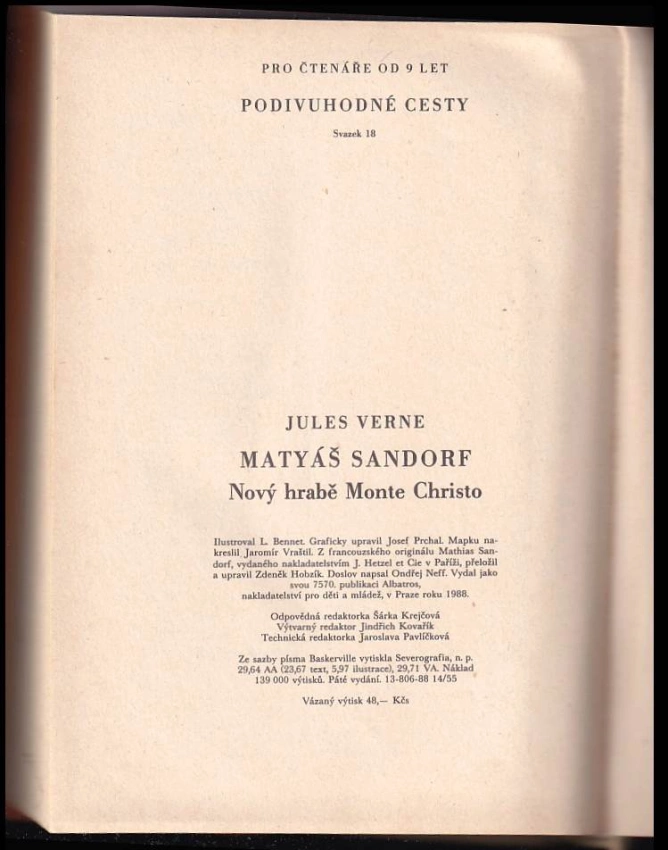 PRO ČTENÁŘE OD 9 LET
PODIVUHODNÉ CESTY
Svazek 18
JULES VERNE
MATYÁŠ SANDORF
Nový hrabě Monte Christo
Ilustroval L. Bennet. Graficky upravil Josef Prchal. Mapku na-
kreslil Jaromír Vraštil. Z francouzského originálu Mathias San-
dorf, vydaného nakladatelstvím J. Hetzel et Cie v Paříži, přeložil
a upravil Zdeněk Hobzík. Doslov napsal Ondřej Neff. Vydal jako
svou 7570. publikaci Albatros,
nakladatelství pro děti a mládež, v Praze roku 1988.
Odpovědná redaktorka Šárka Krejčová
Výtvarný redaktor Jindřich Kovařík
Technická redaktorka Jaroslava Pavlíčková
Ze sazby písma Baskerville vytiskla Severografia, n. p.
29,64 AA (23,67 text, 5,97 ilustrace), 29,71 VA. Náklad
139 000 výtisků. Páté vydání. 13-806-88 14/55
Vázaný výtisk 48,— Kčs